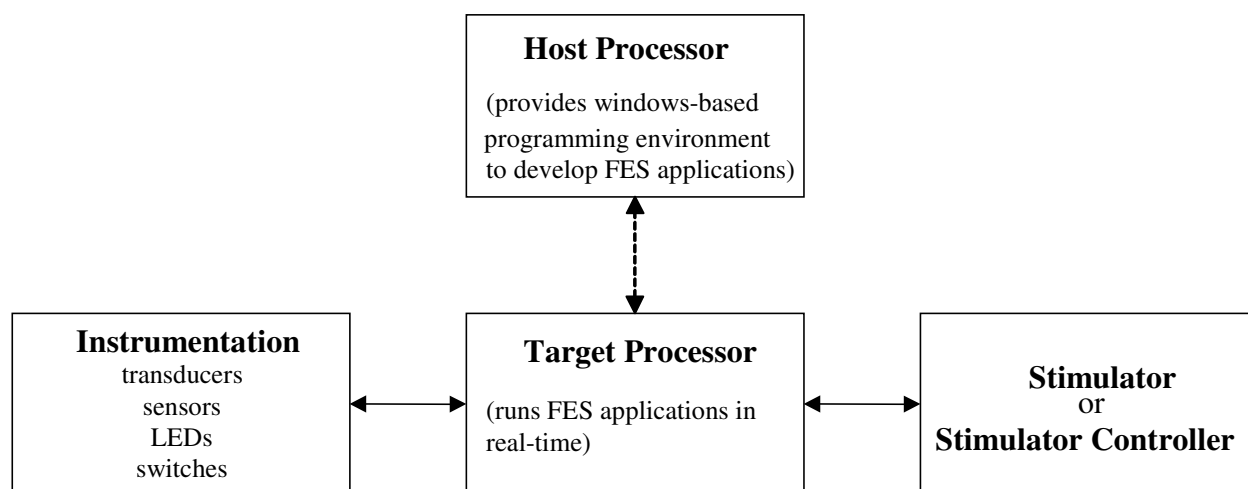 Host Processor
(provides windows-based
programming environment
to develop FES applications)
Instrumentation
transducers
sensors
LEDs
switches
Target Processor
(runs FES applications in
real-time)
Stimulator
or
Stimulator Controller